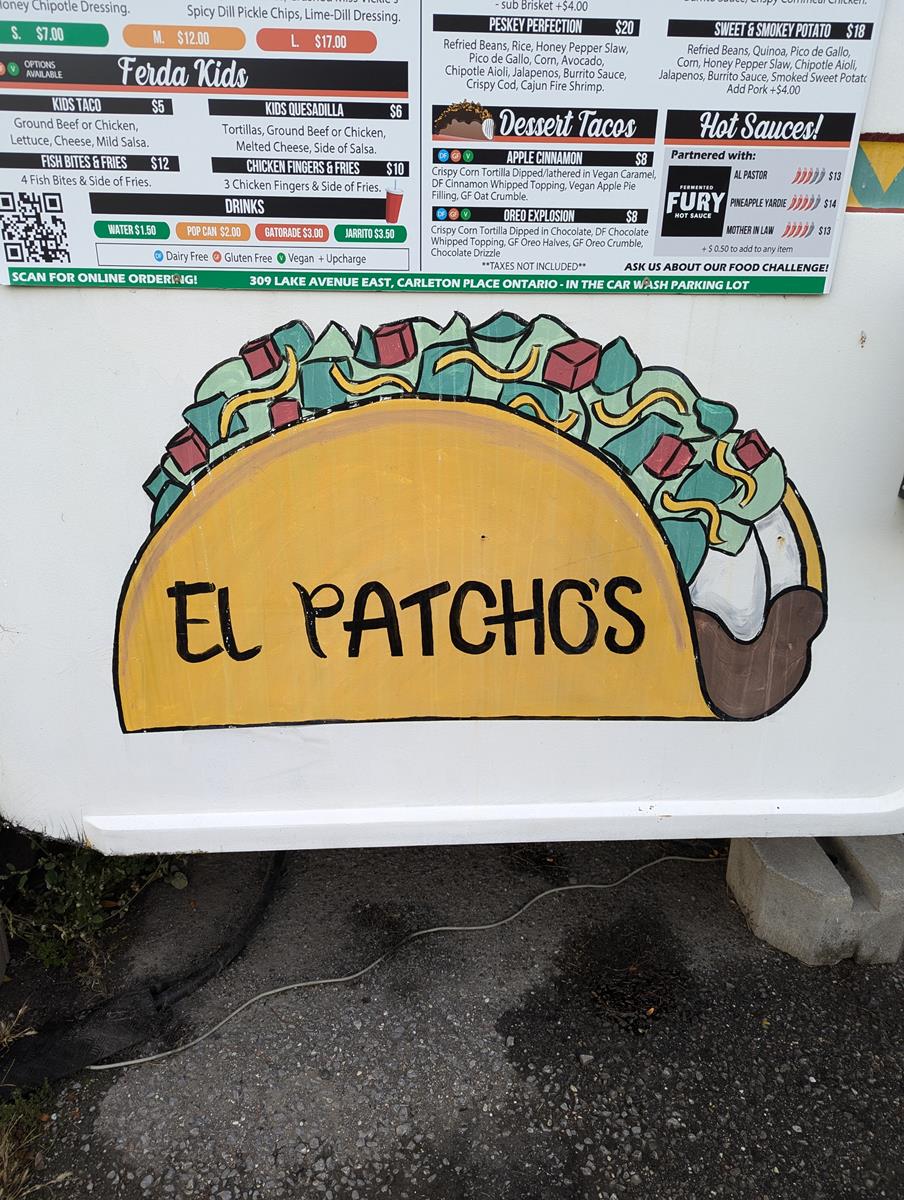 Honey Chipotle Dressing.
Spicy Dill Pickle Chips, Lime-Dill Dressing.
S. $7.00
M. $12.00
L. $17.00
V OPTIONS
AVAILABLE
Ferda Kids
KIDS TACO $5
Ground Beef or Chicken,
Lettuce, Cheese, Mild Salsa.
KIDS QUESADILLA $6
Tortillas, Ground Beef or Chicken,
Melted Cheese, Side of Salsa.
FISH BITES & FRIES $12
4 Fish Bites & Side of Fries.
CHICKEN FINGERS & FRIES $10
3 Chicken Fingers & Side of Fries.
DRINKS
WATER $1.50
POP CAN $2.00
GATORADE $3.00
JARRITO $3.50
DF Dairy Free GF Gluten Free V Vegan + Upcharge
- sub Brisket +$4.00
PESKEY PERFECTION $20
Refried Beans, Rice, Honey Pepper Slaw,
Pico de Gallo, Corn, Avocado,
Chipotle Aioli, Jalapenos, Burrito Sauce,
Crispy Cod, Cajun Fire Shrimp.
SWEET & SMOKEY POTATO $18
Refried Beans, Quinoa, Pico de Gallo,
Corn, Honey Pepper Slaw, Chipotle Aioli,
Jalapenos, Burrito Sauce, Smoked Sweet Potato
Add Pork +$4.00
Dessert Tacos
DF GF V APPLE CINNAMON $8
Crispy Corn Tortilla Dipped/lathered in Vegan Caramel,
DF Cinnamon Whipped Topping, Vegan Apple Pie
Filling, GF Oat Crumble.
DF GF V OREO EXPLOSION $8
Crispy Corn Tortilla Dipped in Chocolate, DF Chocolate
Whipped Topping, GF Oreo Halves, GF Oreo Crumble,
Chocolate Drizzle
**TAXES NOT INCLUDED**
Hot Sauces!
Partnered with:
FERMENTED
FURY
HOT SAUCE
AL PASTOR $13
PINEAPPLE YARDIE $14
MOTHER IN LAW $13
+ $ 0.50 to add to any item
ASK US ABOUT OUR FOOD CHALLENGE!
SCAN FOR ONLINE ORDERING! 309 LAKE AVENUE EAST, CARLETON PLACE ONTARIO - IN THE CAR WASH PARKING LOT
EL PATCHO'S